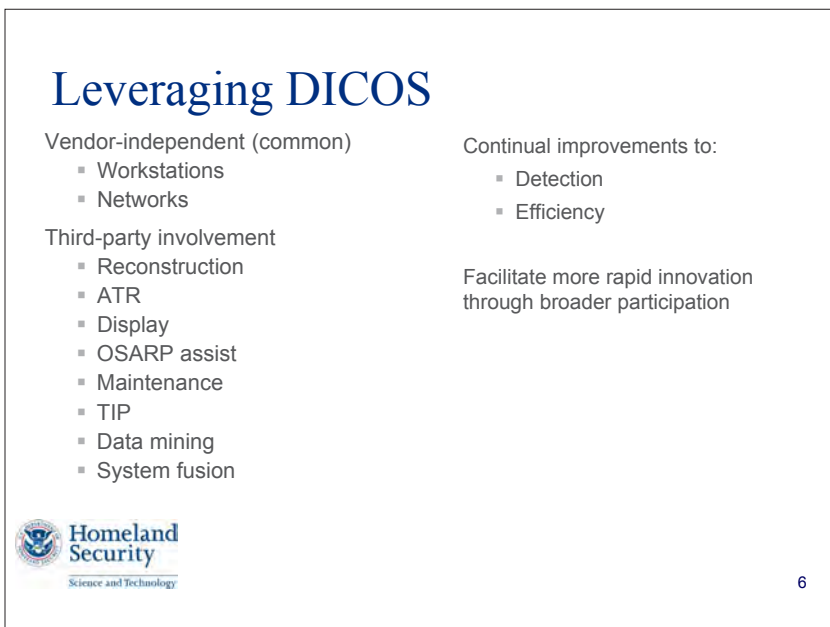 Leveraging DICOS
Vendor-independent (common)
▪ Workstations
▪ Networks
Third-party involvement
▪ Reconstruction
▪ ATR
▪ Display
▪ OSARP assist
▪ Maintenance
▪ TIP
▪ Data mining
▪ System fusion
Continual improvements to:
▪ Detection
▪ Efficiency
Facilitate more rapid innovation
through broader participation
Homeland
Security
Science and Technology
6